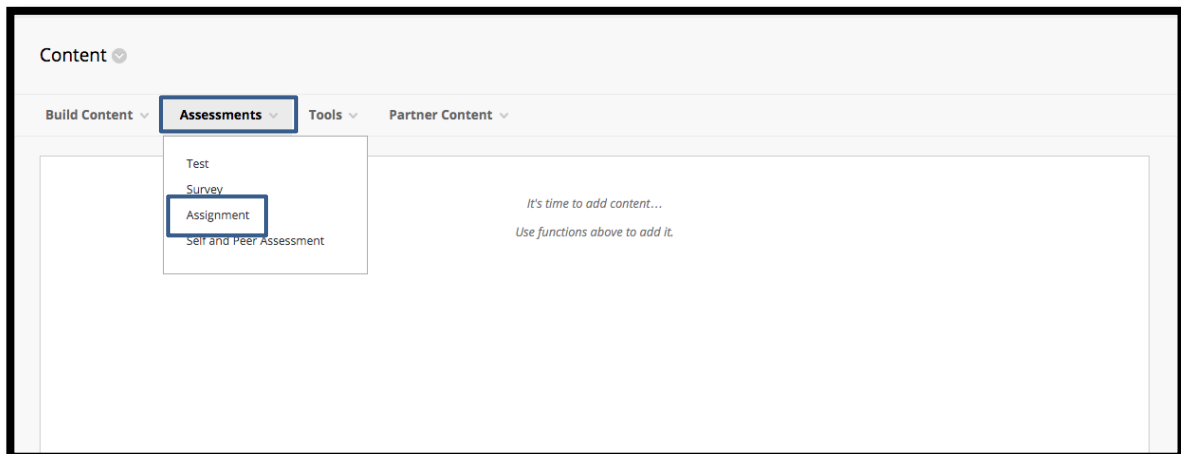 Content
Build Content Assessments Tools Partner Content
Test
Survey
Assignment
Self and Peer Assessment
It's time to add content…
Use functions above to add it.